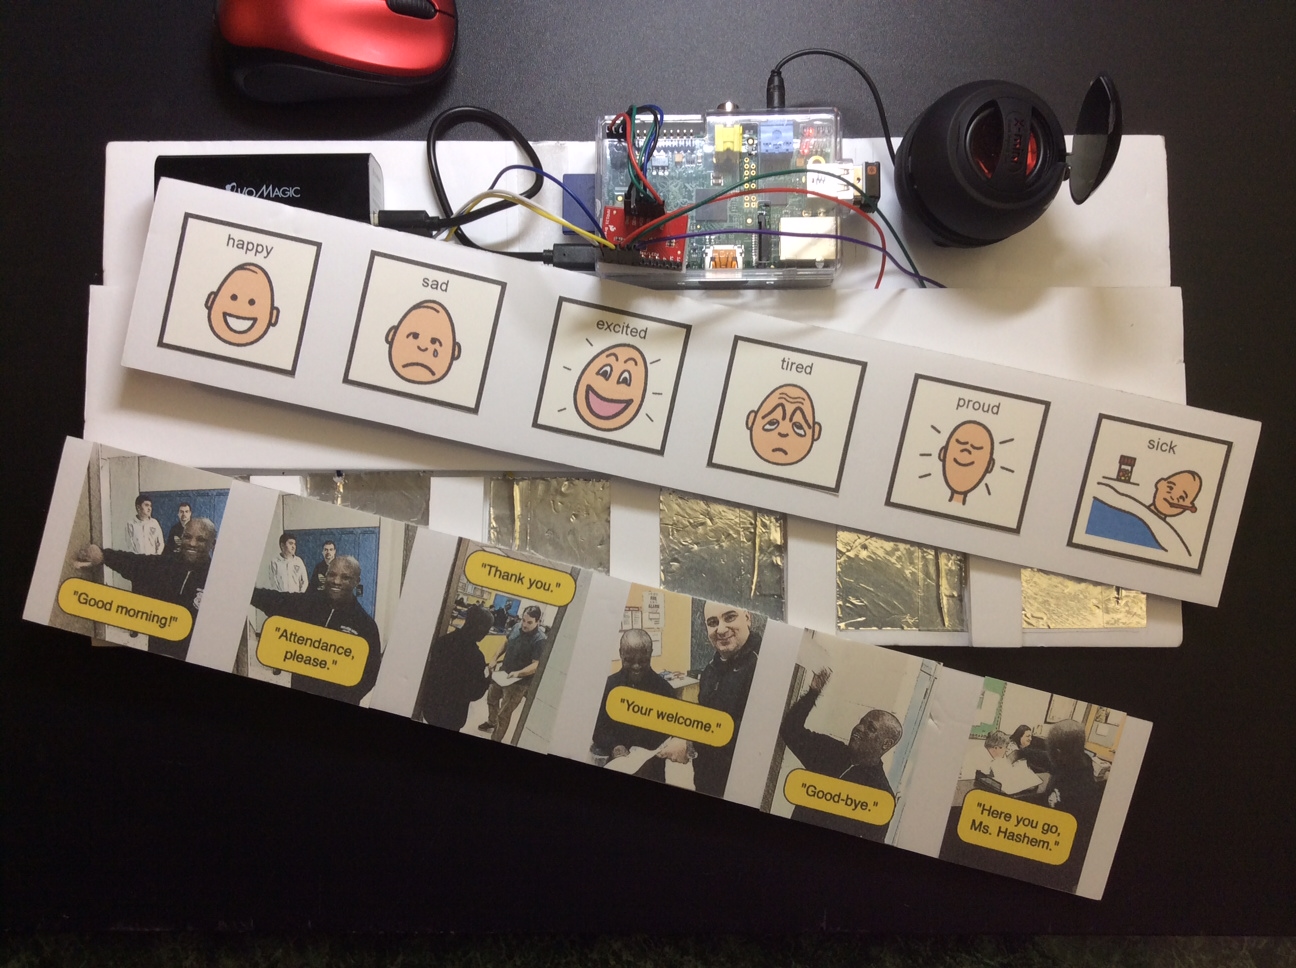 MAGIC
happy
sad
excited
tired
proud
sick
"Good morning!"
"Attendance,
please."
"Thank you."
"Your welcome."
"Good-bye."
"Here you go,
Ms. Hashem."